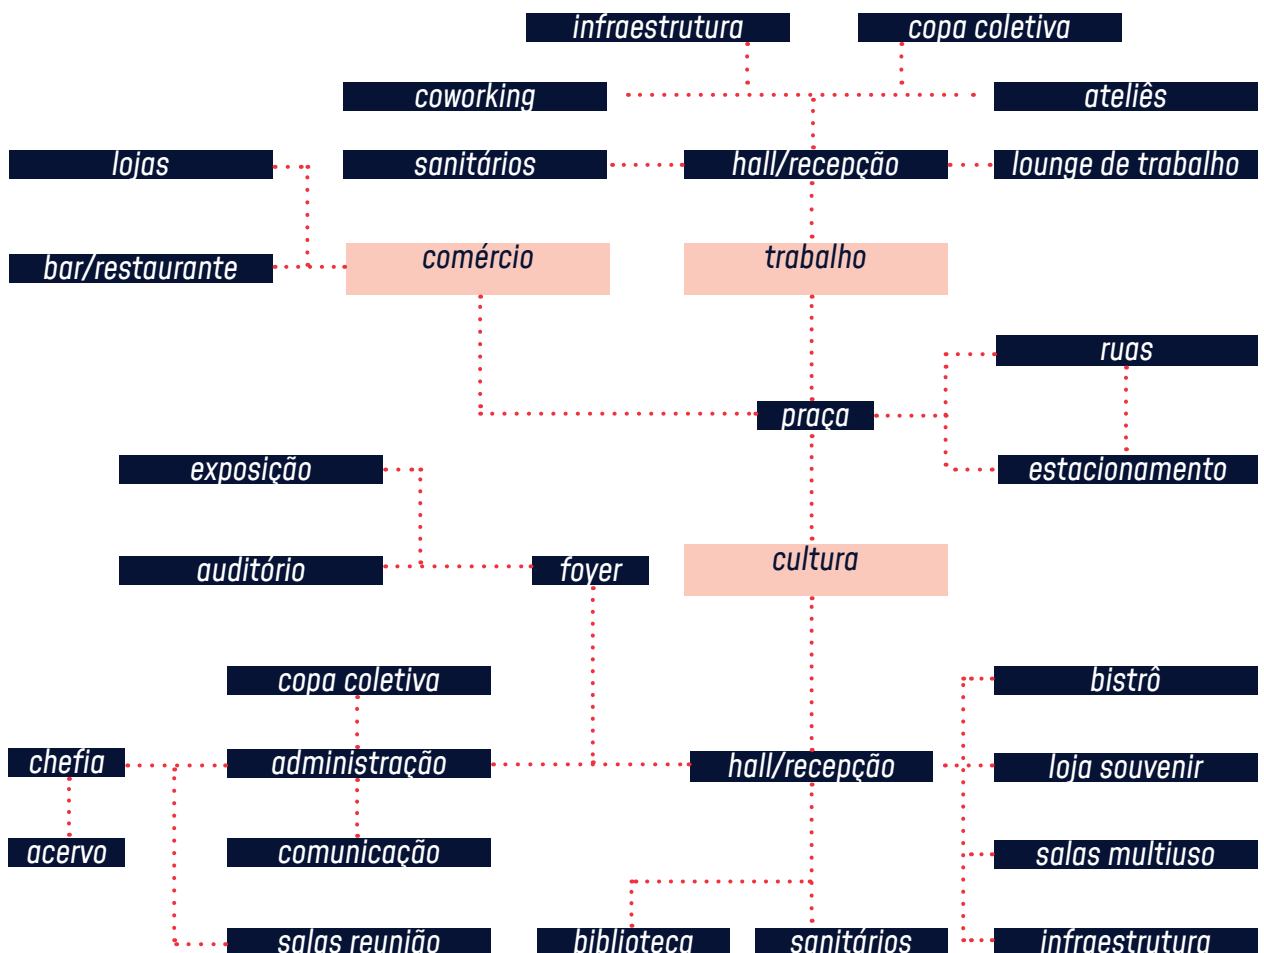 infraestrutura
copa coletiva
coworking
ateliês
lojas
sanitários
hall/recepção
lounge de trabalho
bar/restaurante
comércio
trabalho
ruas
praça
exposição
estacionamento
auditório
foyer
cultura
copa coletiva
bistrô
chefia
administração
hall/recepção
loja souvenir
acervo
comunicação
salas multiuso
salas reunião
biblioteca
sanitários
infraestrutura